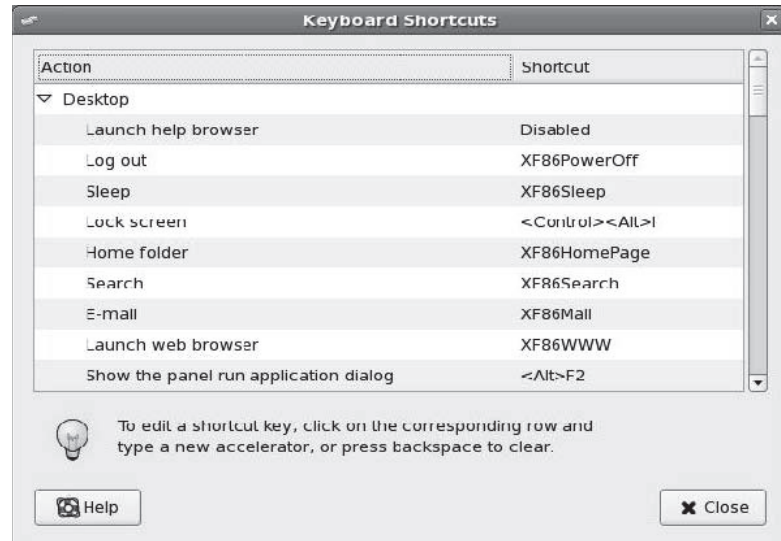 Keyboard Shortcuts
Action Shortcut
Desktop
Launch help browser Disabled
Log out XF86PowerOff
Sleep XF86Sleep
Lock screen <Control><Alt>l
Home folder XF86HomePage
Search XF86Search
E-mail XF86Mail
Launch web browser XF86WWW
Show the panel run application dialog <Alt>F2
To edit a shortcut key, click on the corresponding row and
type a new accelerator, or press backspace to clear.
Help Close